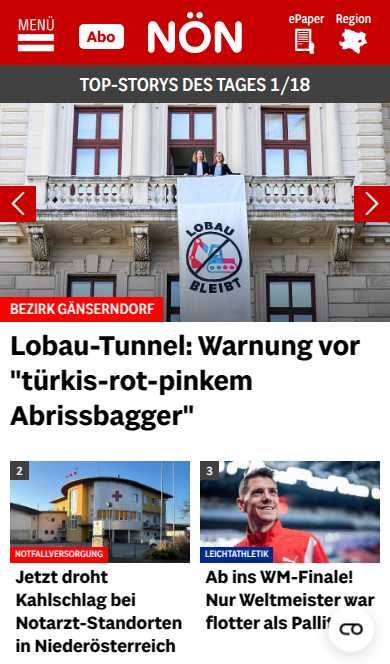 MENÜ
Abo
NÖN
ePaper
Region
TOP-STORYS DES TAGES 1/18
LOBAU
BLEIBT
BEZIRK GÄNSERNDORF
Lobau-Tunnel: Warnung vor
"türkis-rot-pinkem
Abrissbagger"
2
NOTFALLVERSORGUNG
Jetzt droht
Kahlschlag bei
Notarzt-Standorten
in Niederösterreich
3
LEICHTATHLETIK
Ab ins WM-Finale!
Nur Weltmeister war
flotter als